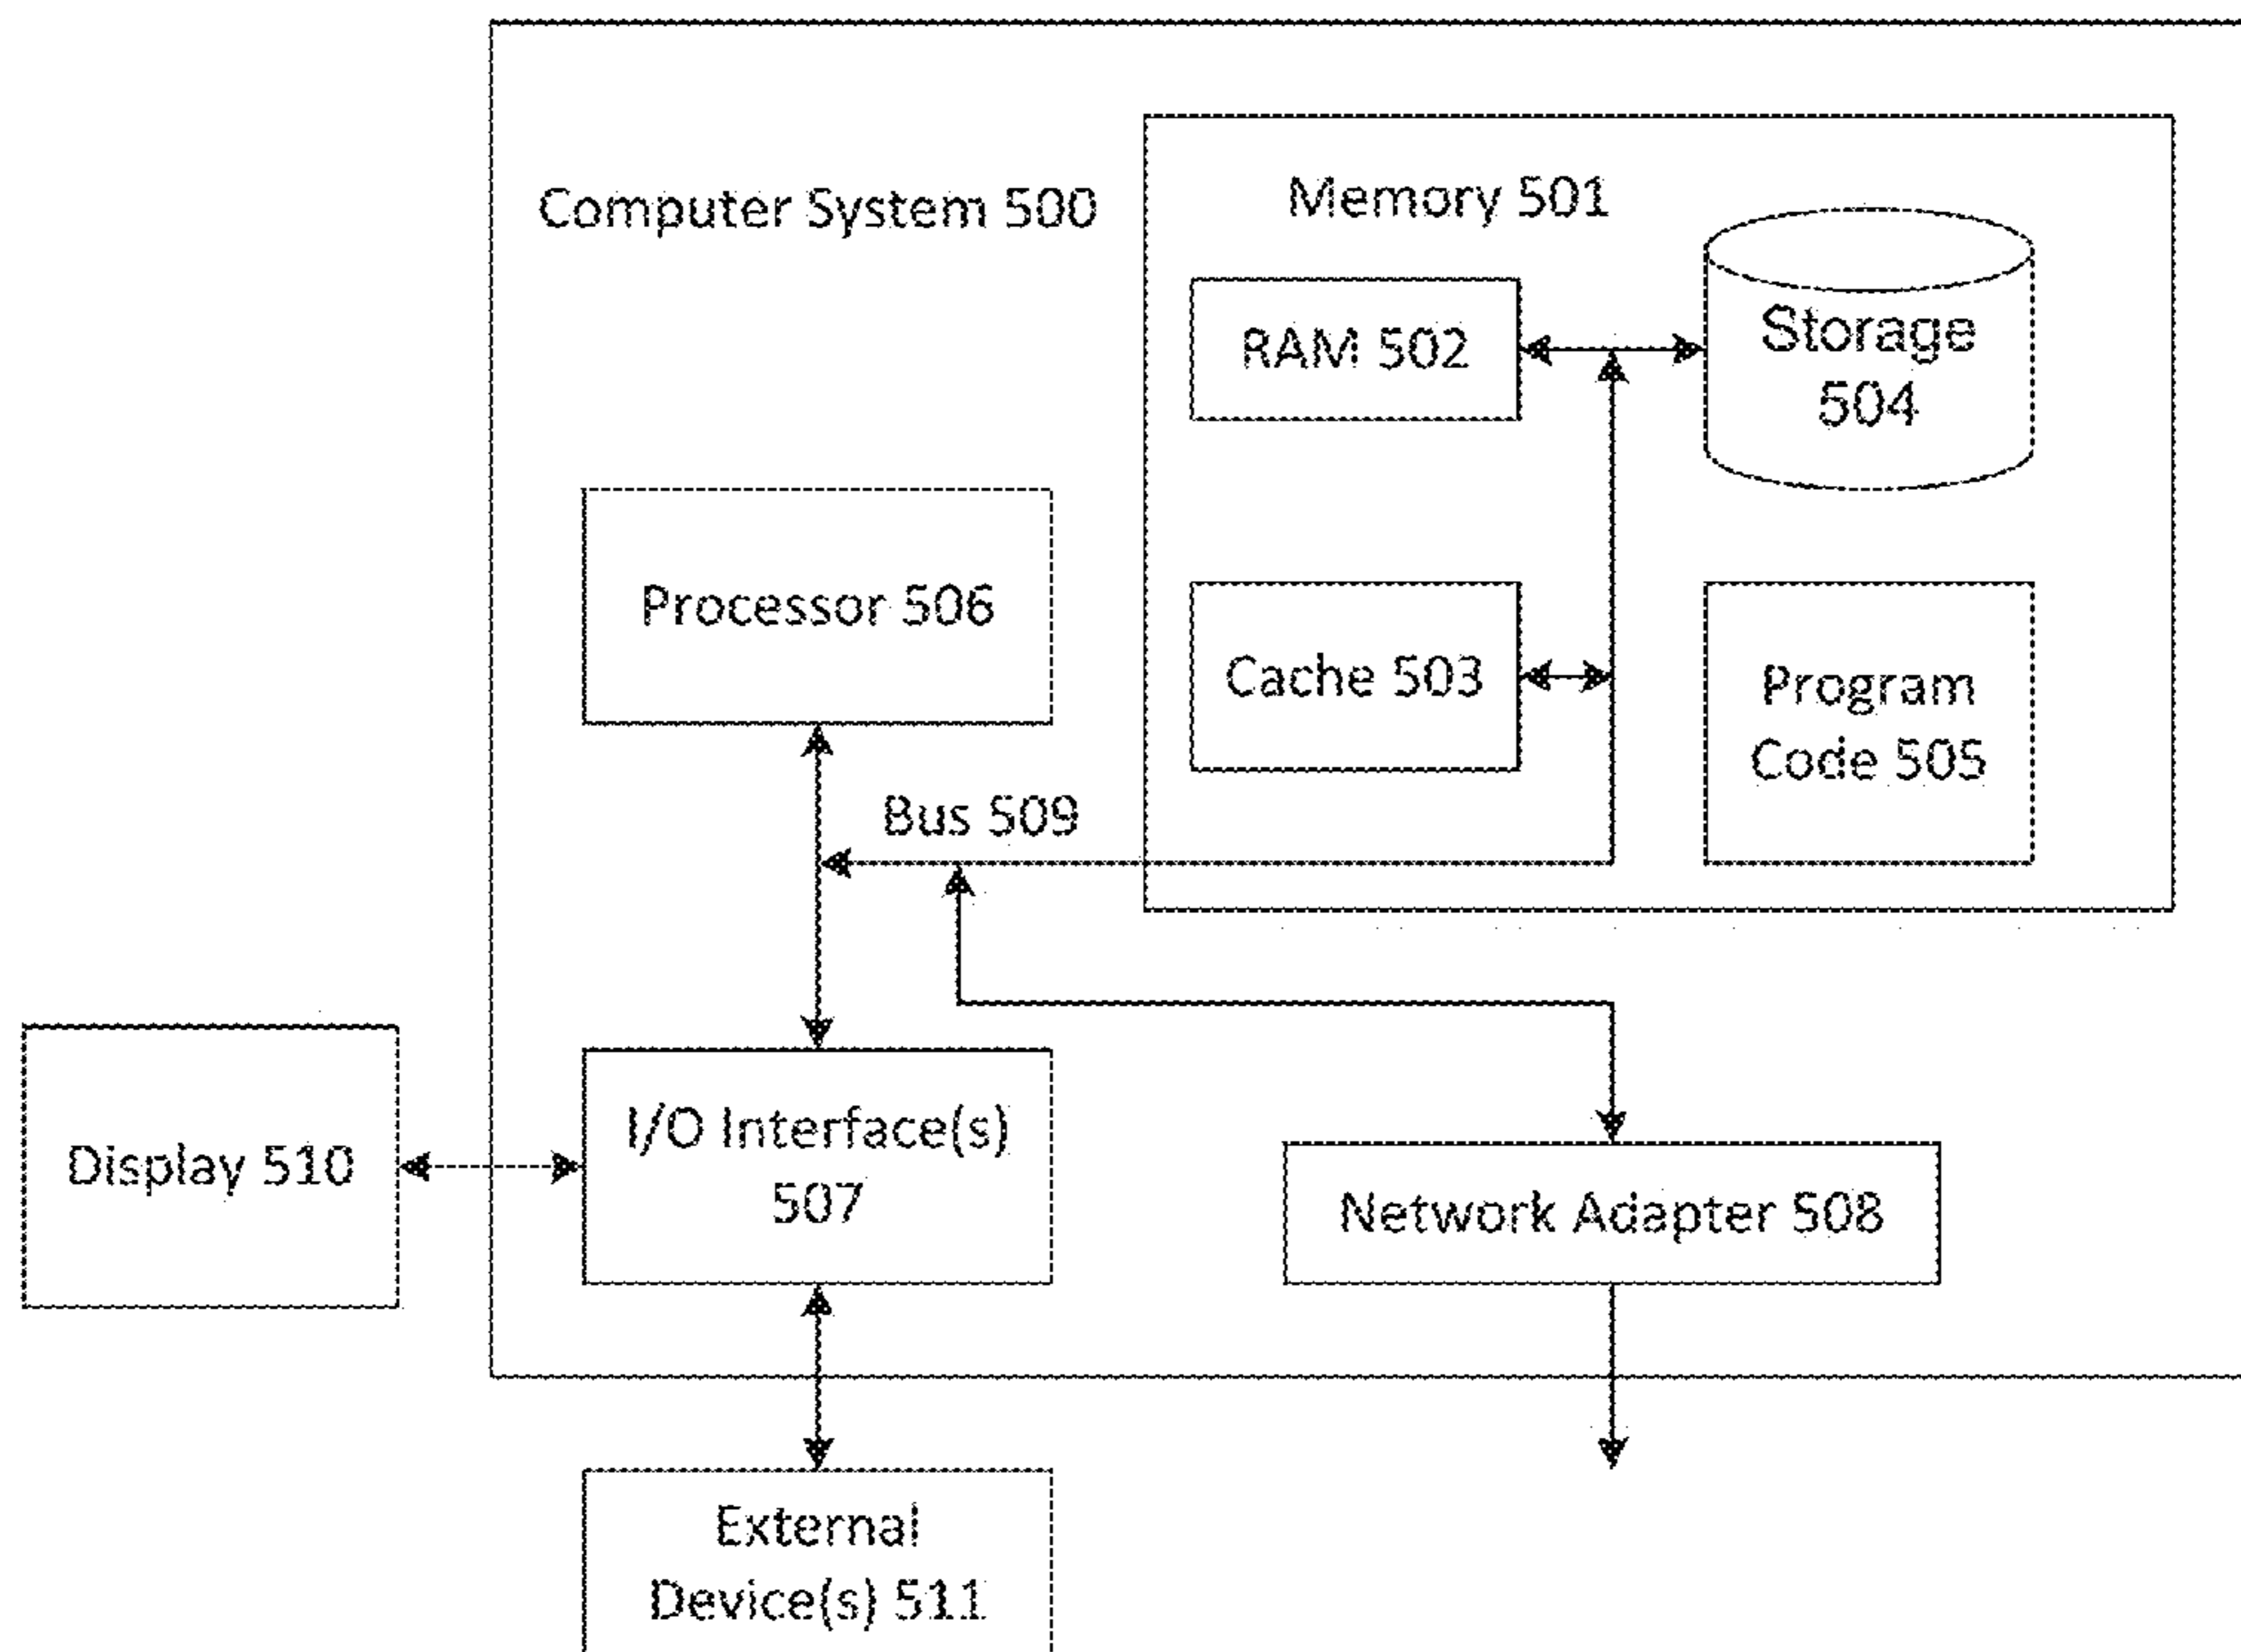 Computer System 500
Memory 501
RAM 502
Storage
504
Processor 506
Cache 503
Program
Code 505
Bus 509
Display 510
I/O Interface(s)
507
Network Adapter 508
External
Device(s) 511